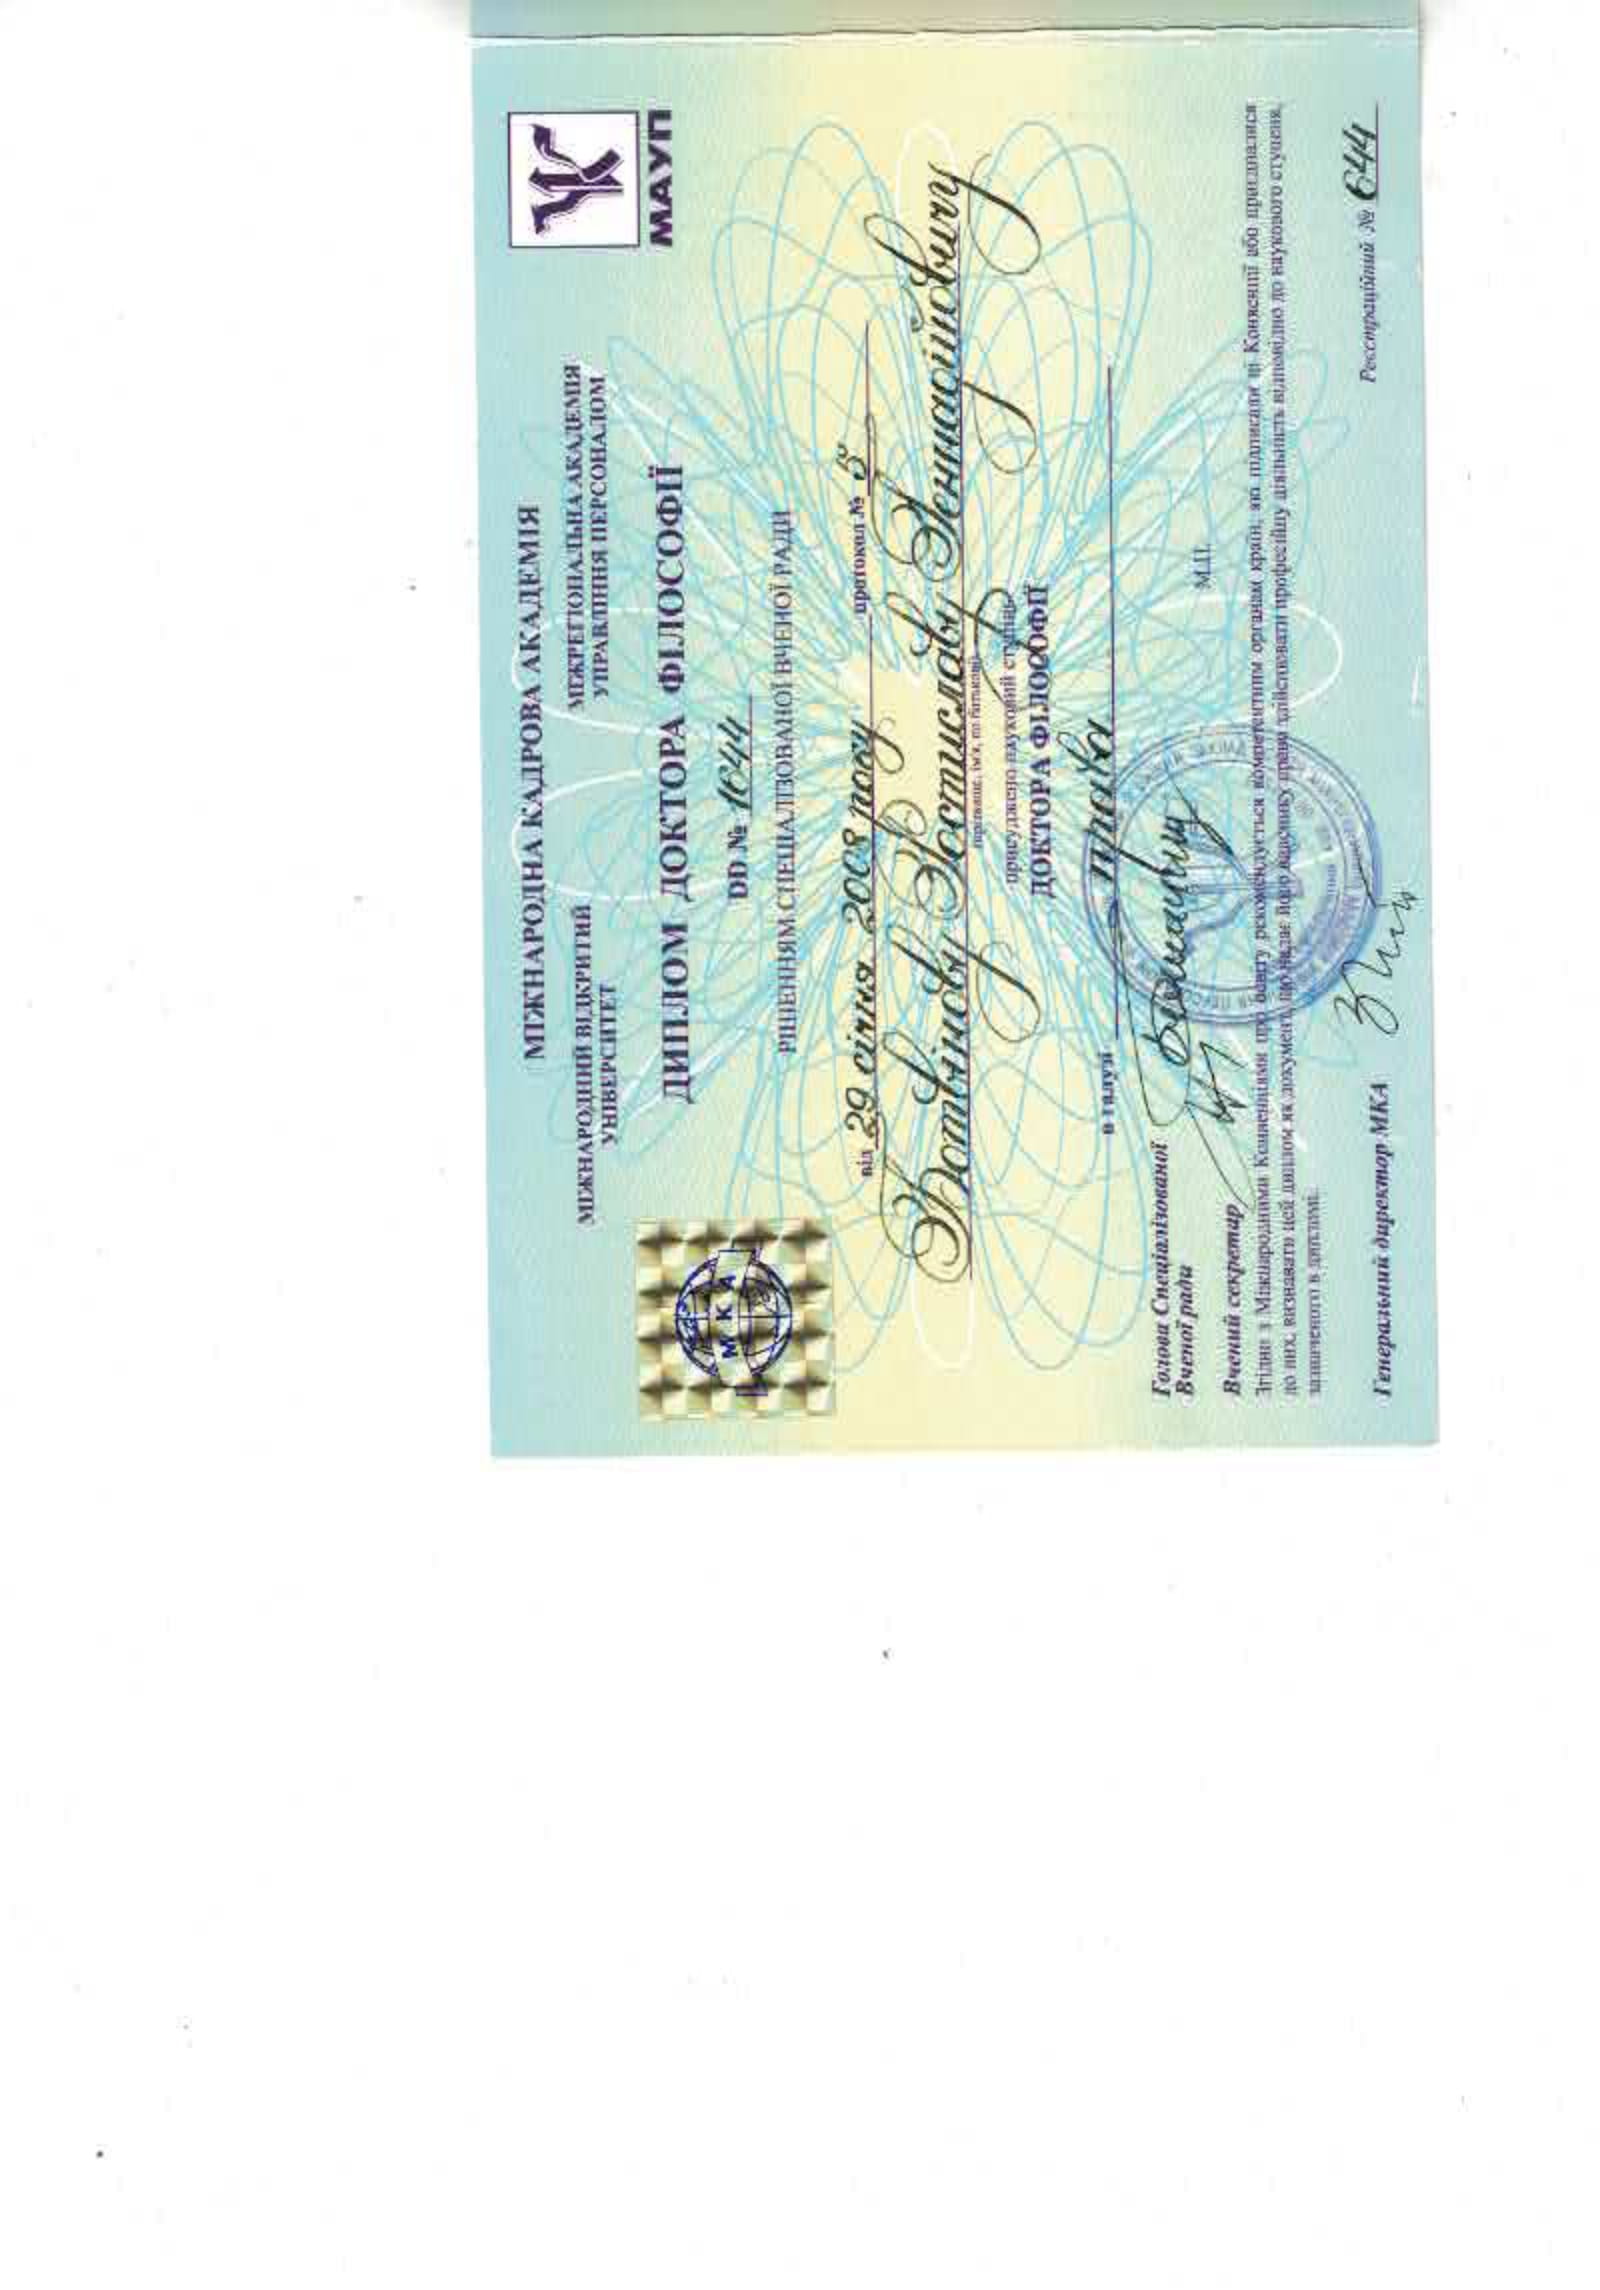 МІЖНАРОДНА КАДРОВА АКАДЕМІЯ
МІЖНАРОДНИЙ ВІДКРИТИЙ
УНІВЕРСИТЕТ
МІЖРЕГІОНАЛЬНА АКАДЕМІЯ
УПРАВЛІННЯ ПЕРСОНАЛОМ
МАУП
М К А
ДИПЛОМ ДОКТОРА ФІЛОСОФІЇ
DD № 1644
РІШЕННЯМ СПЕЦІАЛІЗОВАНОЇ ВЧЕНОЇ РАДИ
від 29 січня 2008 року протокол № 5
Ботвінову Ростиславу Геннадійовичу
(прізвище, ім'я, по батькові)
присуджено науковий ступінь
ДОКТОРА ФІЛОСОФІЇ
в галузі права
Голова Спеціалізованої
Вченої ради
М.П.
Вчений секретар
Згідно з Міжнародними Конвенціями про освіту рекомендується компетентним органам країн, які підписали ці Конвенції або приєдналися
до них, визнавати цей диплом як документ, що надає його власнику право здійснювати професійну діяльність відповідно до наукового ступеня,
зазначеного в дипломі.
Генеральний директор МКА
Реєстраційний № 644